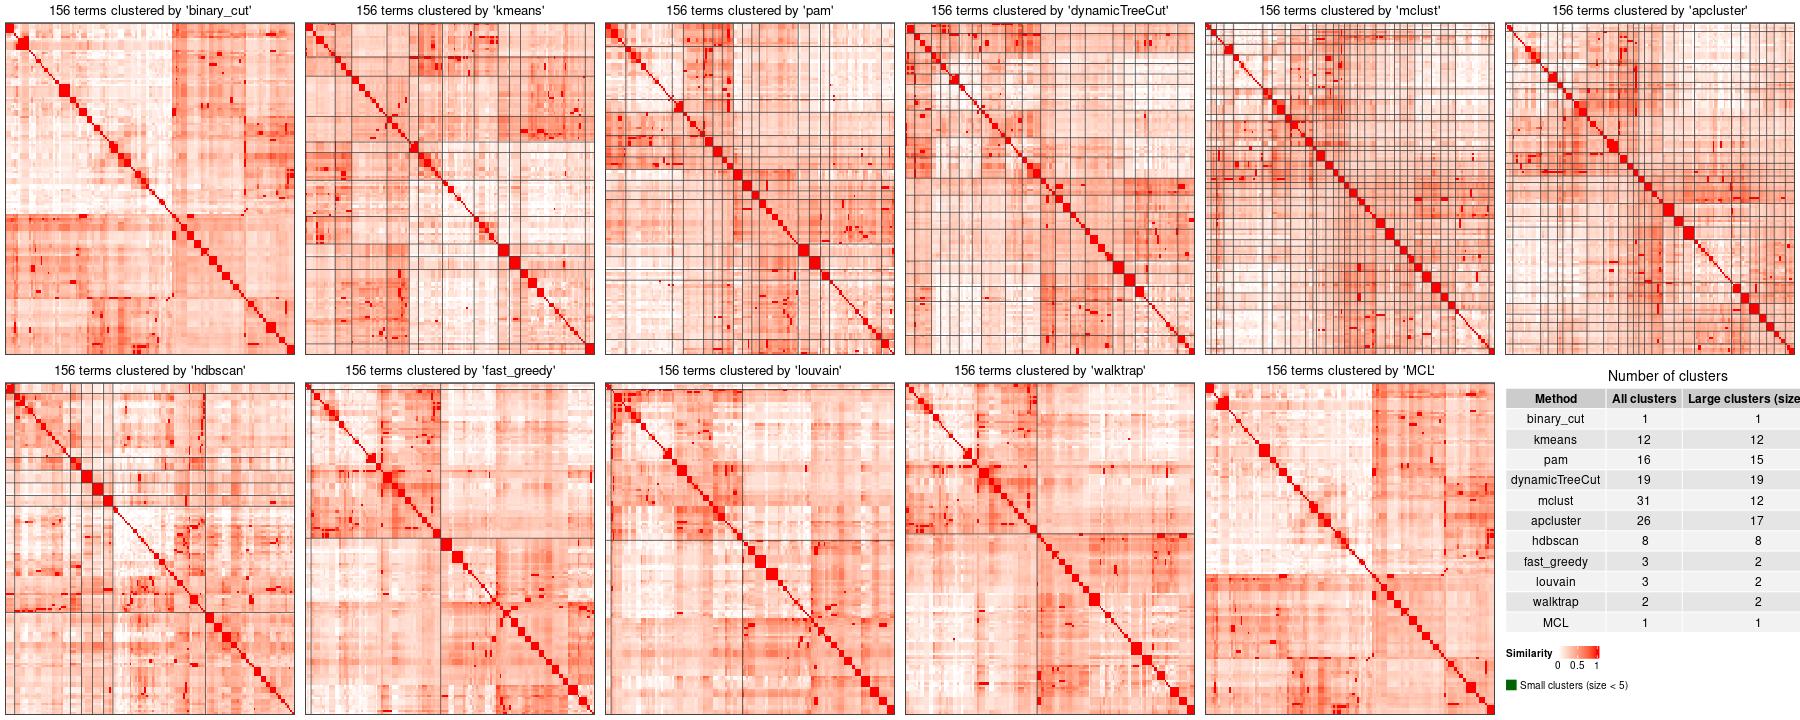 156 terms clustered by 'binary_cut'
156 terms clustered by 'kmeans'
156 terms clustered by 'pam'
156 terms clustered by 'dynamicTreeCut'
156 terms clustered by 'mclust'
156 terms clustered by 'apcluster'
156 terms clustered by 'hdbscan'
156 terms clustered by 'fast_greedy'
156 terms clustered by 'louvain'
156 terms clustered by 'walktrap'
156 terms clustered by 'MCL'
Number of clusters
Method All clusters Large clusters (size
binary_cut 1 1
kmeans 12 12
pam 16 15
dynamicTreeCut 19 19
mclust 31 12
apcluster 26 17
hdbscan 8 8
fast_greedy 3 2
louvain 3 2
walktrap 2 2
MCL 1 1
Similarity
0 0.5 1
Small clusters (size < 5)